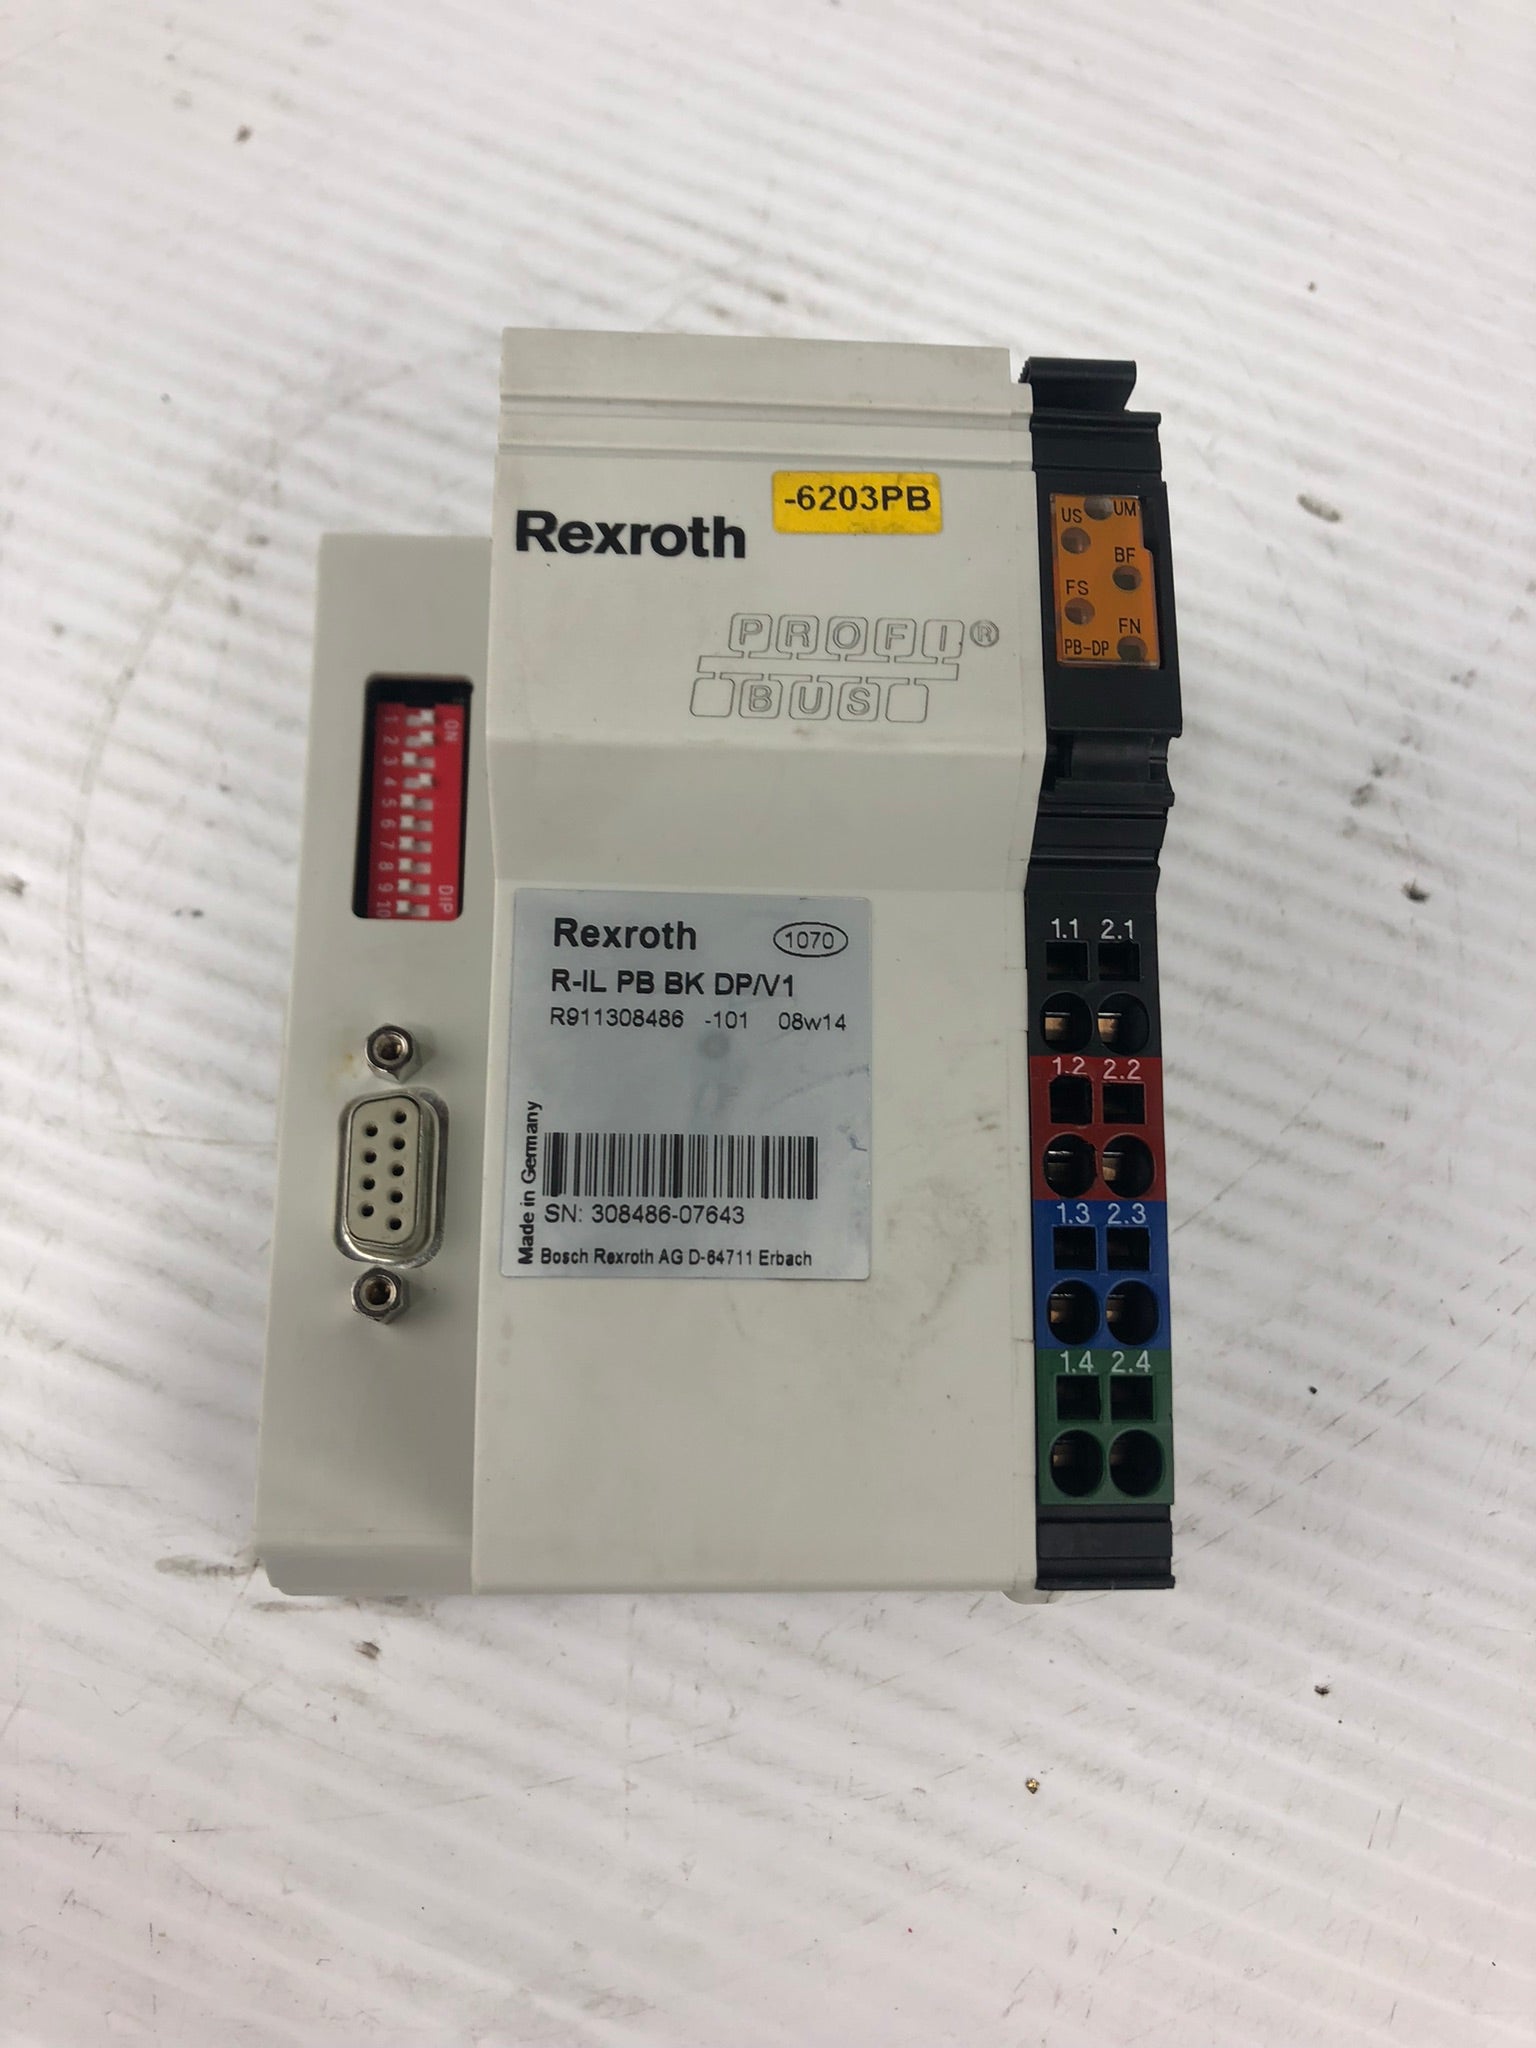 -6203PB
Rexroth
PROFI®
BUS
US UM
BF
FS
FN
PB-DP
ON
1
2
3
4
5
6
7
8
9
10
DIP
Rexroth 1070
R-IL PB BK DP/V1
R911308486 -101 08w14
Made in Germany
SN: 308486-07643
Bosch Rexroth AG D-64711 Erbach
1.1 2.1
1.2 2.2
1.3 2.3
1.4 2.4